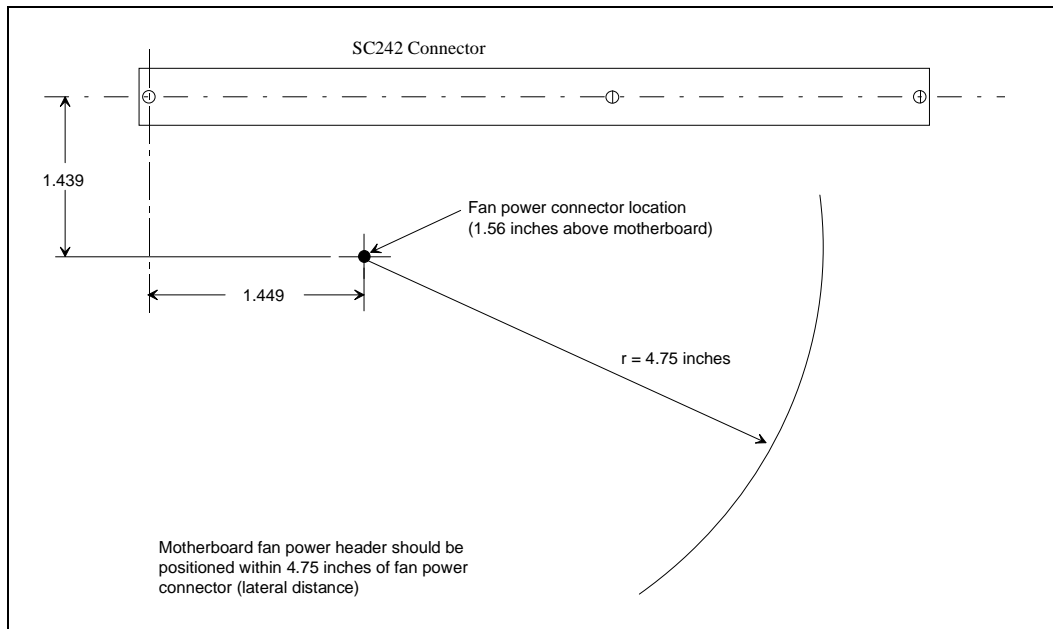 SC242 Connector
1.439
Fan power connector location
(1.56 inches above motherboard)
1.449
r = 4.75 inches
Motherboard fan power header should be
positioned within 4.75 inches of fan power
connector (lateral distance)